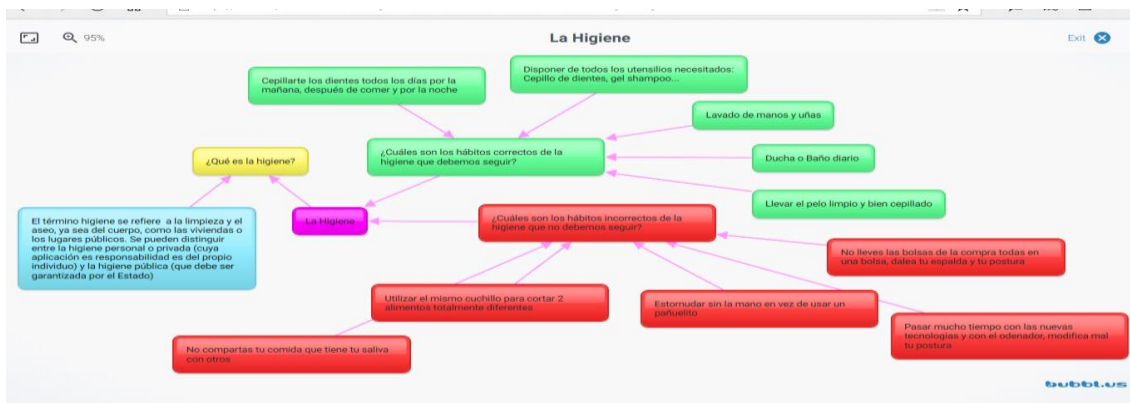 95%
La Higiene
Exit
Cepillarte los dientes todos los días por la
mañana, después de comer y por la noche
Disponer de todos los utensilios necesitados:
Cepillo de dientes, gel shampoo...
Lavado de manos y uñas
¿Cuáles son los hábitos correctos de la
higiene que debemos seguir?
¿Qué es la higiene?
Ducha o Baño diario
Llevar el pelo limpio y bien cepillado
El término higiene se refiere a la limpieza y el
aseo, ya sea del cuerpo, como las viviendas o
los lugares públicos. Se pueden distinguir
entre la higiene personal o privada (cuya
aplicación es responsabilidad es del propio
individuo) y la higiene pública (que debe ser
garantizada por el Estado)
La Higiene
¿Cuáles son los hábitos incorrectos de la
higiene que no debemos seguir?
No lleves las bolsas de la compra todas en
una bolsa, dalea tu espalda y tu postura
Utilizar el mismo cuchillo para cortar 2
alimentos totalmente diferentes
Estornudar sin la mano en vez de usar un
pañuelito
Pasar mucho tiempo con las nuevas
tecnologías y con el odenador, modifica mal
tu postura
No compartas tu comida que tiene tu saliva
con otros
bubbl.us